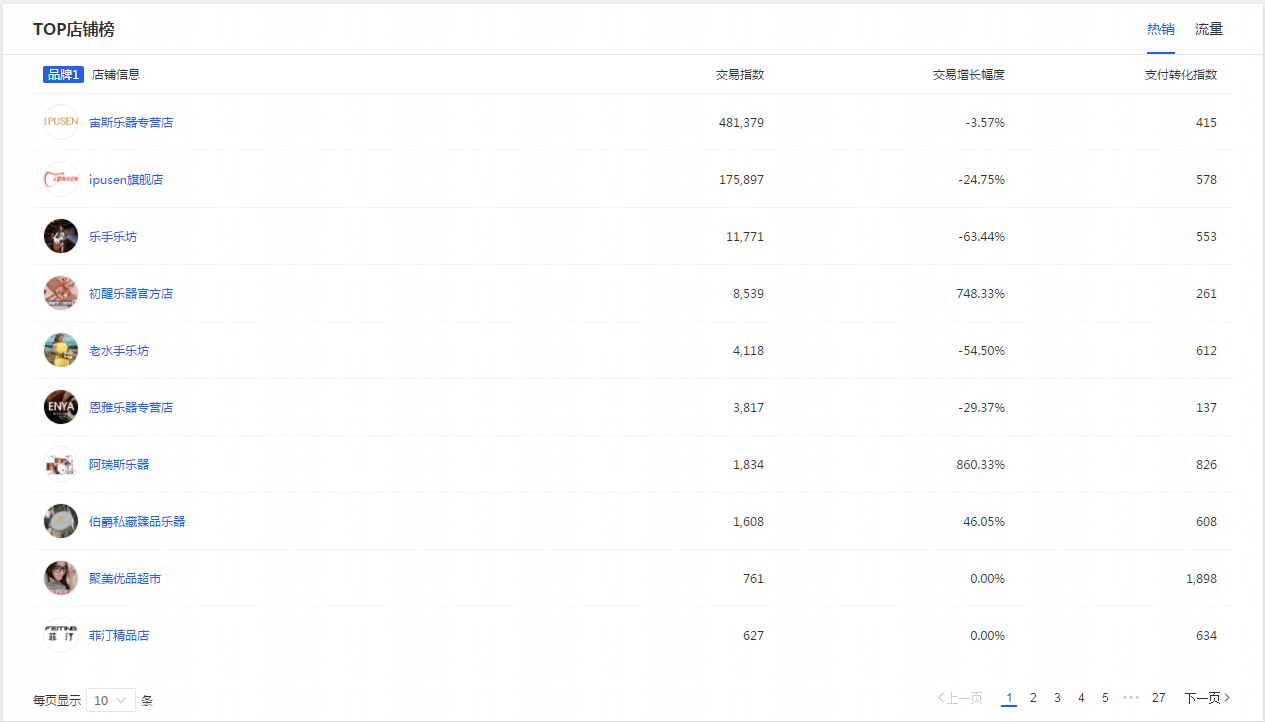 TOP店铺榜 热销 流量
品牌1 店铺信息 交易指数 交易增长幅度 支付转化指数
IPUSEN 宙斯乐器专营店 481,379 -3.57% 415
ipusen旗舰店 175,897 -24.75% 578
乐手乐坊 11,771 -63.44% 553
初醒乐器官方店 8,539 748.33% 261
老水手乐坊 4,118 -54.50% 612
ENYA 恩雅乐器专营店 3,817 -29.37% 137
阿瑞斯乐器 1,834 860.33% 826
伯爵私藏臻品乐器 1,608 46.05% 608
聚美优品超市 761 0.00% 1,898
FEITING 菲汀 菲汀精品店 627 0.00% 634
每页显示 10 条 上一页 1 2 3 4 5 ••• 27 下一页